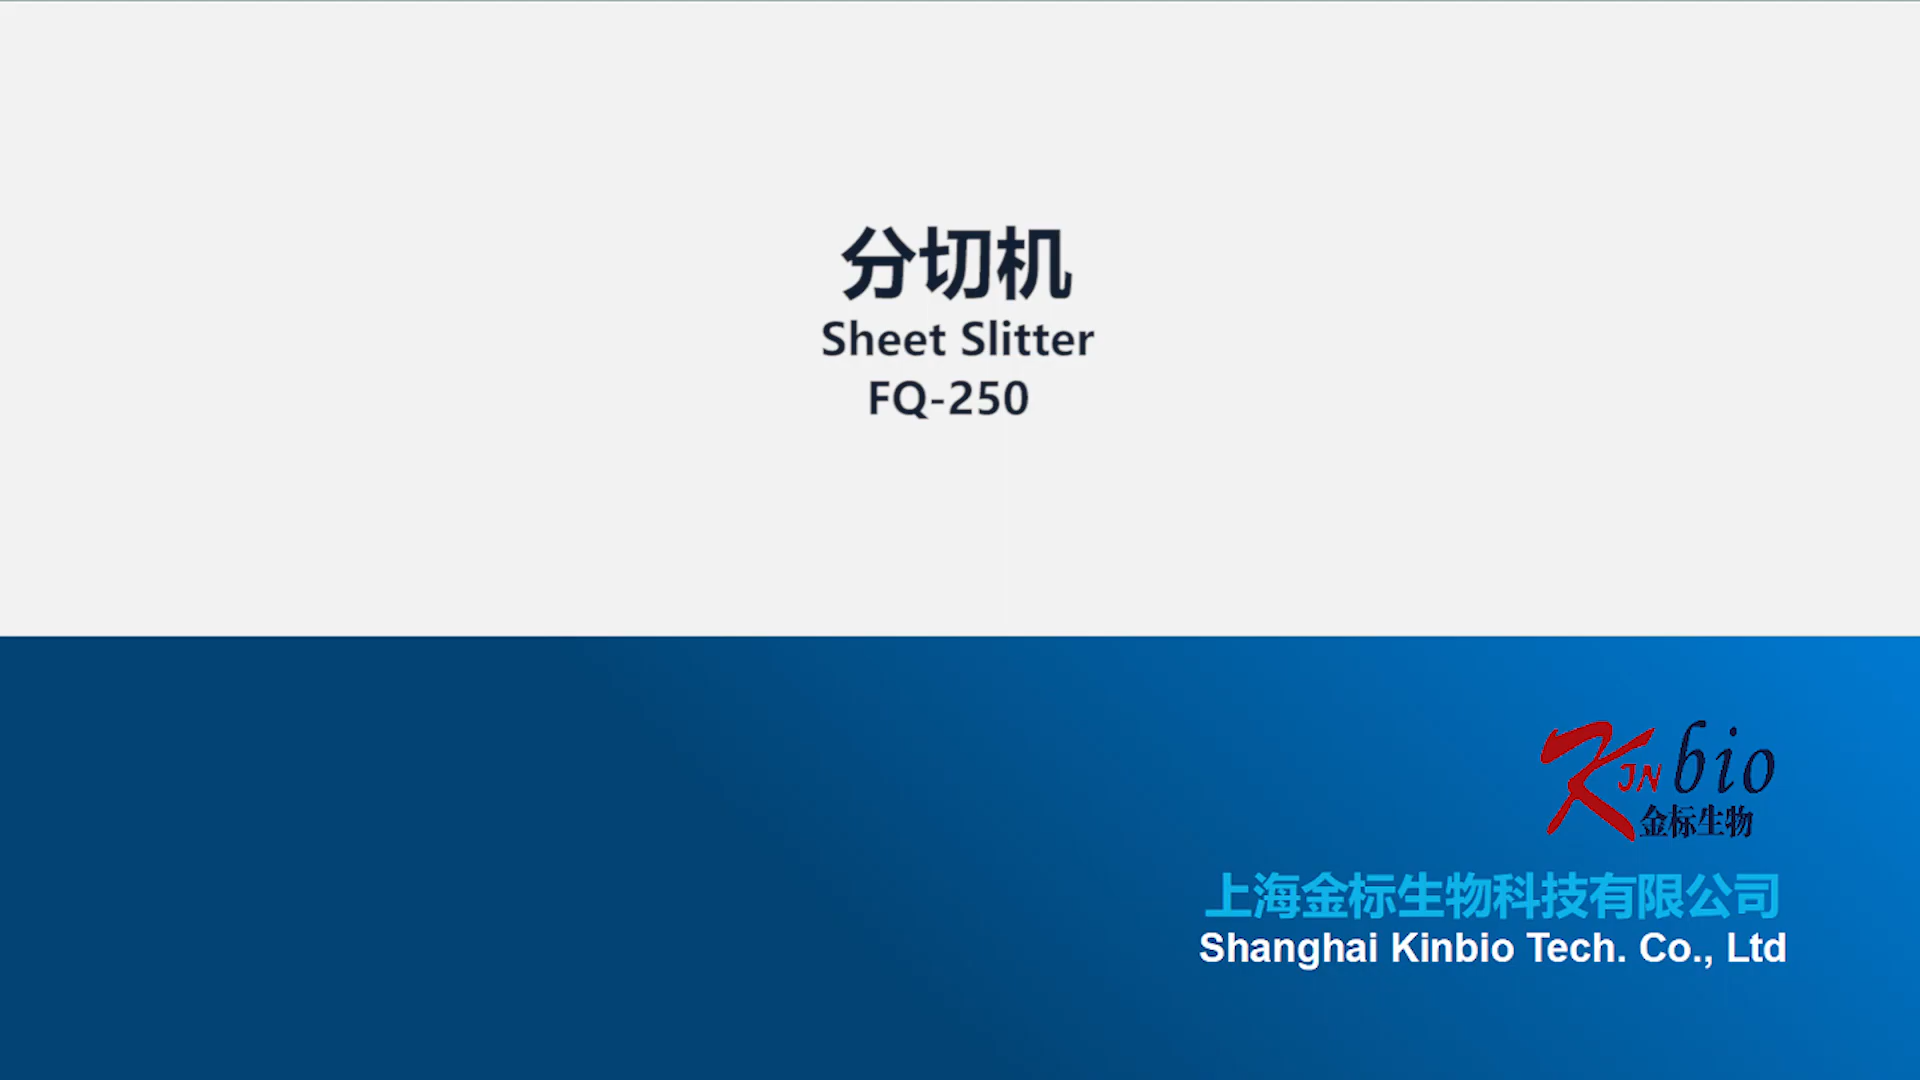 分切机
Sheet Slitter
FQ-250
KJNbio
金标生物
上海金标生物科技有限公司
Shanghai Kinbio Tech. Co., Ltd